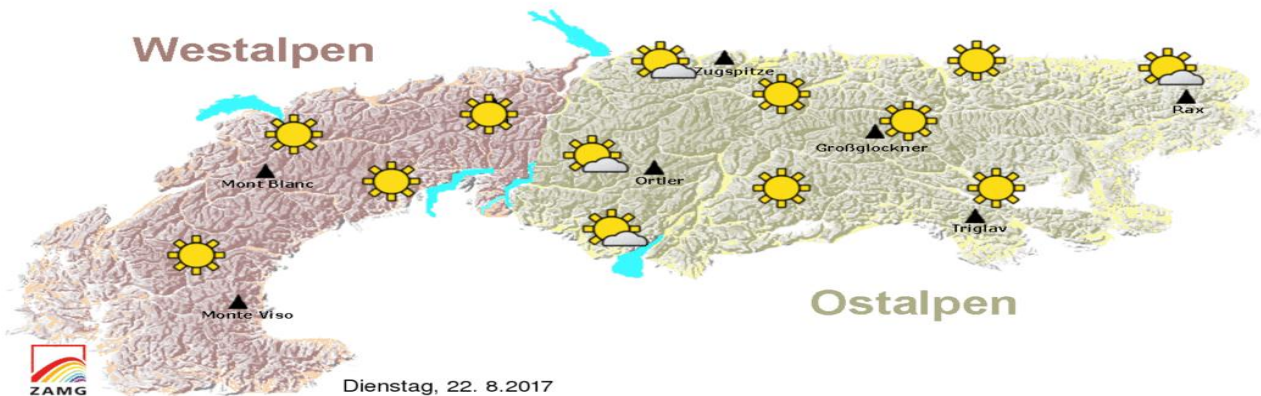 Westalpen
Zugspitze
Rax
Großglockner
Mont Blanc
Ortler
Triglav
Ostalpen
Monte Viso
ZAMG
Dienstag, 22. 8.2017